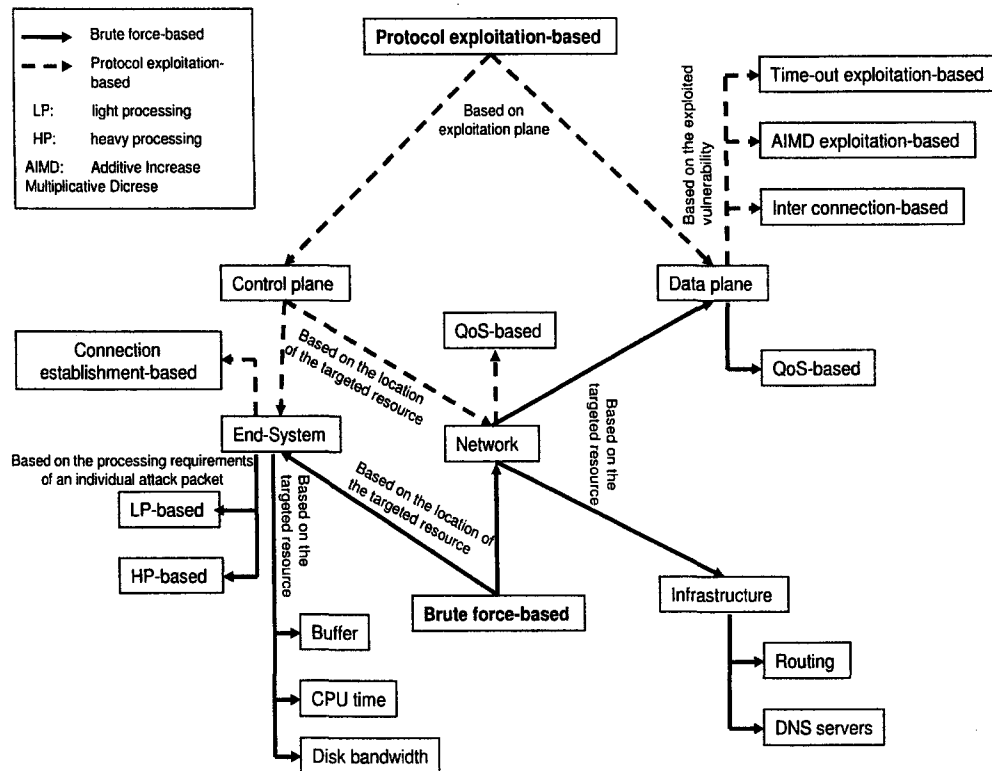 Brute force-based
Protocol exploitation-
based
LP: light processing
HP: heavy processing
AIMD: Additive Increase
Multiplicative Dicrese
Protocol exploitation-based
Based on
exploitation plane
Based on the exploited
vulnerability
Time-out exploitation-based
AIMD exploitation-based
Inter connection-based
Control plane
Data plane
Connection
establishment-based
Based on the location
of the targeted resource
QoS-based
QoS-based
End-System
Network
Based on the
targeted resource
Based on the processing requirements
of an individual attack packet
Based on the
targeted resource
Based on the location of
the targeted resource
LP-based
HP-based
Infrastructure
Brute force-based
Buffer
Routing
CPU time
DNS servers
Disk bandwidth